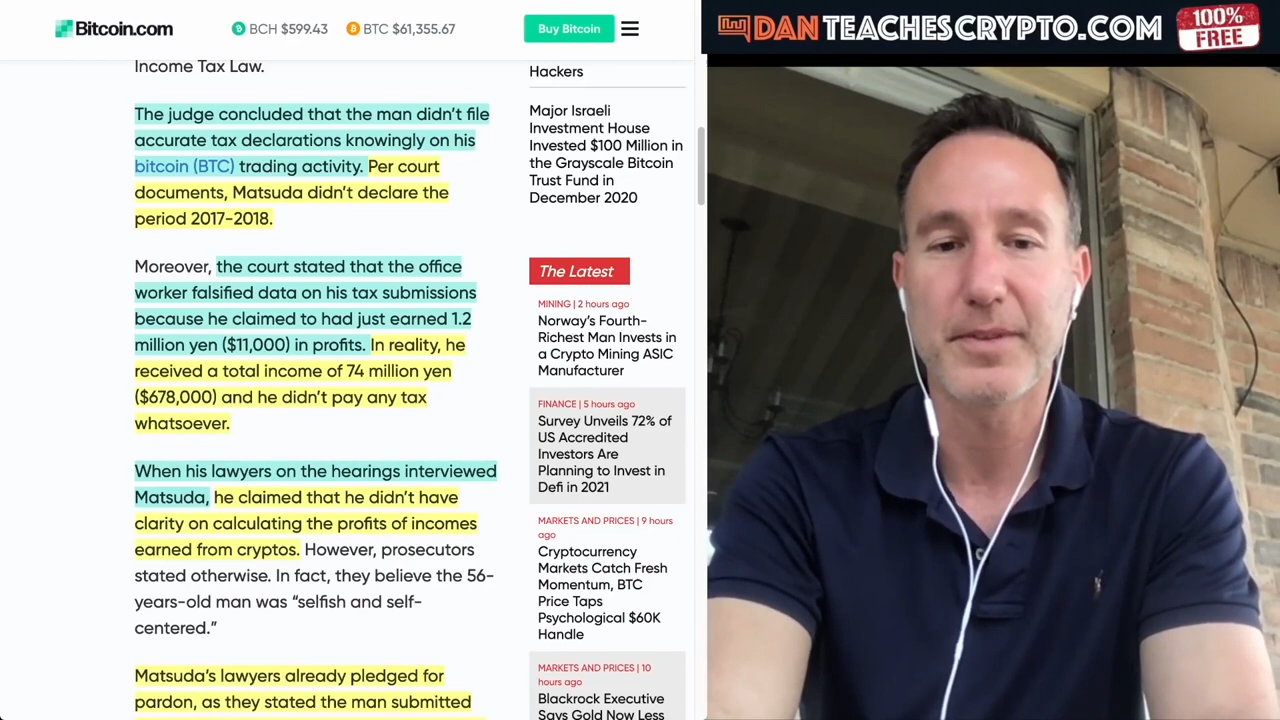 Bitcoin.com
BCH $599.43
BTC $61,355.67
Buy Bitcoin
Income Tax Law.
The judge concluded that the man didn't file
accurate tax declarations knowingly on his
bitcoin (BTC) trading activity. Per court
documents, Matsuda didn't declare the
period 2017-2018.
Moreover, the court stated that the office
worker falsified data on his tax submissions
because he claimed to had just earned 1.2
million yen ($11,000) in profits. In reality, he
received a total income of 74 million yen
($678,000) and he didn't pay any tax
whatsoever.
When his lawyers on the hearings interviewed
Matsuda, he claimed that he didn't have
clarity on calculating the profits of incomes
earned from cryptos. However, prosecutors
stated otherwise. In fact, they believe the 56-
years-old man was “selfish and self-
centered.”
Matsuda's lawyers already pledged for
pardon, as they stated the man submitted
Hackers
Major Israeli
Investment House
Invested $100 Million in
the Grayscale Bitcoin
Trust Fund in
December 2020
The Latest
MINING | 2 hours ago
Norway's Fourth-
Richest Man Invests in
a Crypto Mining ASIC
Manufacturer
FINANCE | 5 hours ago
Survey Unveils 72% of
US Accredited
Investors Are
Planning to Invest in
Defi in 2021
MARKETS AND PRICES | 9 hours
ago
Cryptocurrency
Markets Catch Fresh
Momentum, BTC
Price Taps
Psychological $60K
Handle
MARKETS AND PRICES | 10
hours ago
Blackrock Executive
Says Gold Now Less
DANTEACHESCRYPTO.COM
100%
FREE